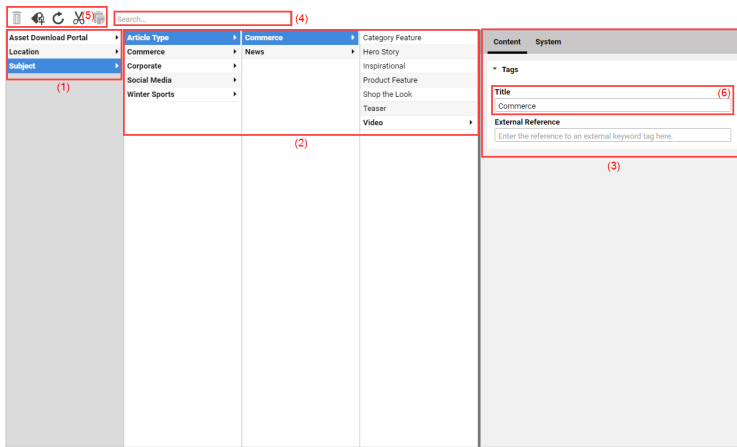 (5)
Search...
(4)
Asset Download Portal
Location
Subject
(1)
Article Type
Commerce
Corporate
Social Media
Winter Sports
Commerce
News
(2)
Category Feature
Hero Story
Inspirational
Product Feature
Shop the Look
Teaser
Video
Content System
Tags
Title
(6)
Commerce
External Reference
Enter the reference to an external keyword tag here.
(3)